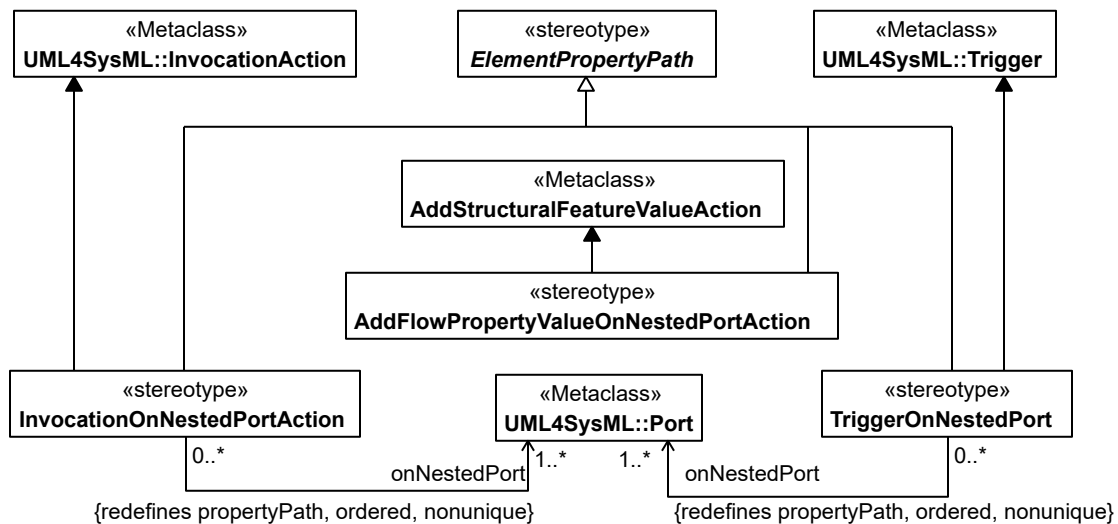 «Metaclass»
UML4SysML::InvocationAction
«stereotype»
ElementPropertyPath
«Metaclass»
UML4SysML::Trigger
«Metaclass»
AddStructuralFeatureValueAction
«stereotype»
AddFlowPropertyValueOnNestedPortAction
«stereotype»
InvocationOnNestedPortAction
«Metaclass»
UML4SysML::Port
«stereotype»
TriggerOnNestedPort
0..*
onNestedPort
1..*
1..*
onNestedPort
0..*
{redefines propertyPath, ordered, nonunique}
{redefines propertyPath, ordered, nonunique}